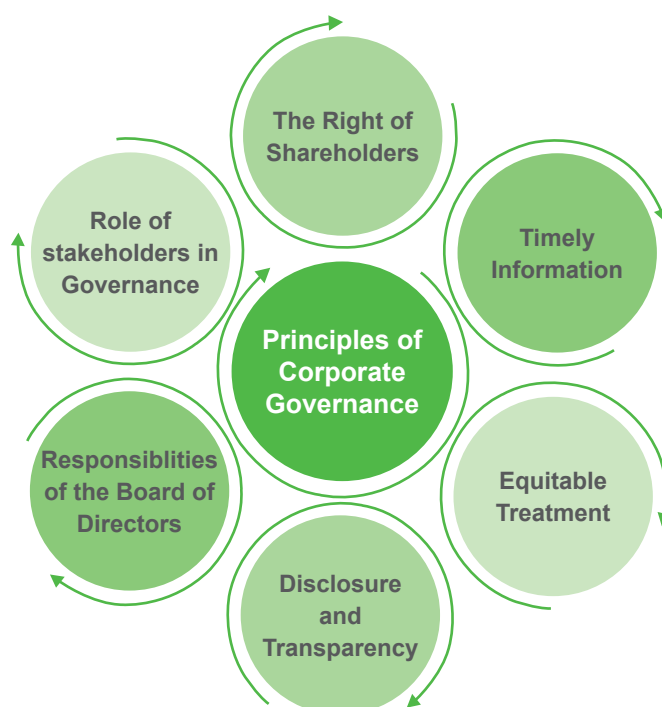 The Right of
Shareholders
Timely
Information
Equitable
Treatment
Disclosure
and
Transparency
Responsiblities
of the Board of
Directors
Role of
stakeholders in
Governance
Principles of
Corporate
Governance